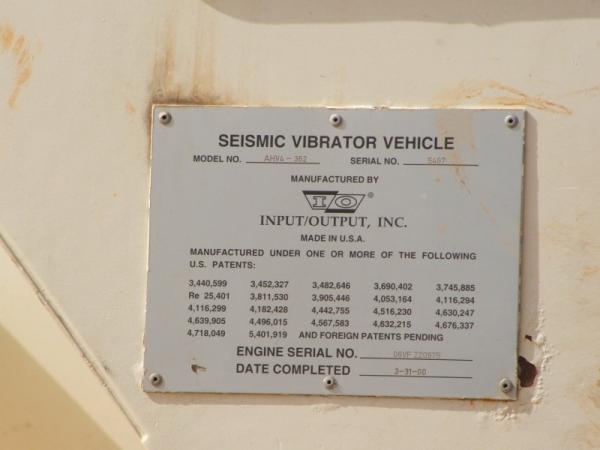 SEISMIC VIBRATOR VEHICLE
MODEL NO. AHV4-362 SERIAL NO. 5487
MANUFACTURED BY
I/O ®
INPUT/OUTPUT, INC.
MADE IN U.S.A.
MANUFACTURED UNDER ONE OR MORE OF THE FOLLOWING
U.S. PATENTS:
3,440,599 3,452,327 3,482,646 3,690,402 3,745,885
Re 25,401 3,811,530 3,905,446 4,053,164 4,116,294
4,116,299 4,182,428 4,442,755 4,516,230 4,630,247
4,639,905 4,496,015 4,567,583 4,632,215 4,676,337
4,718,049 5,401,919 AND FOREIGN PATENTS PENDING
ENGINE SERIAL NO.
DATE COMPLETED 3-31-00